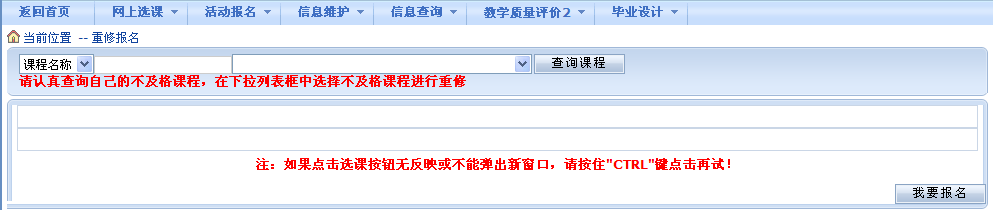 返回首页 网上选课 活动报名 信息维护 信息查询 教学质量评价2 毕业设计
当前位置 -- 重修报名
课程名称 查询课程
请认真查询自己的不及格课程，在下拉列表框中选择不及格课程进行重修
注：如果点击选课按钮无反映或不能弹出新窗口，请按住"CTRL"键点击再试！
我要报名